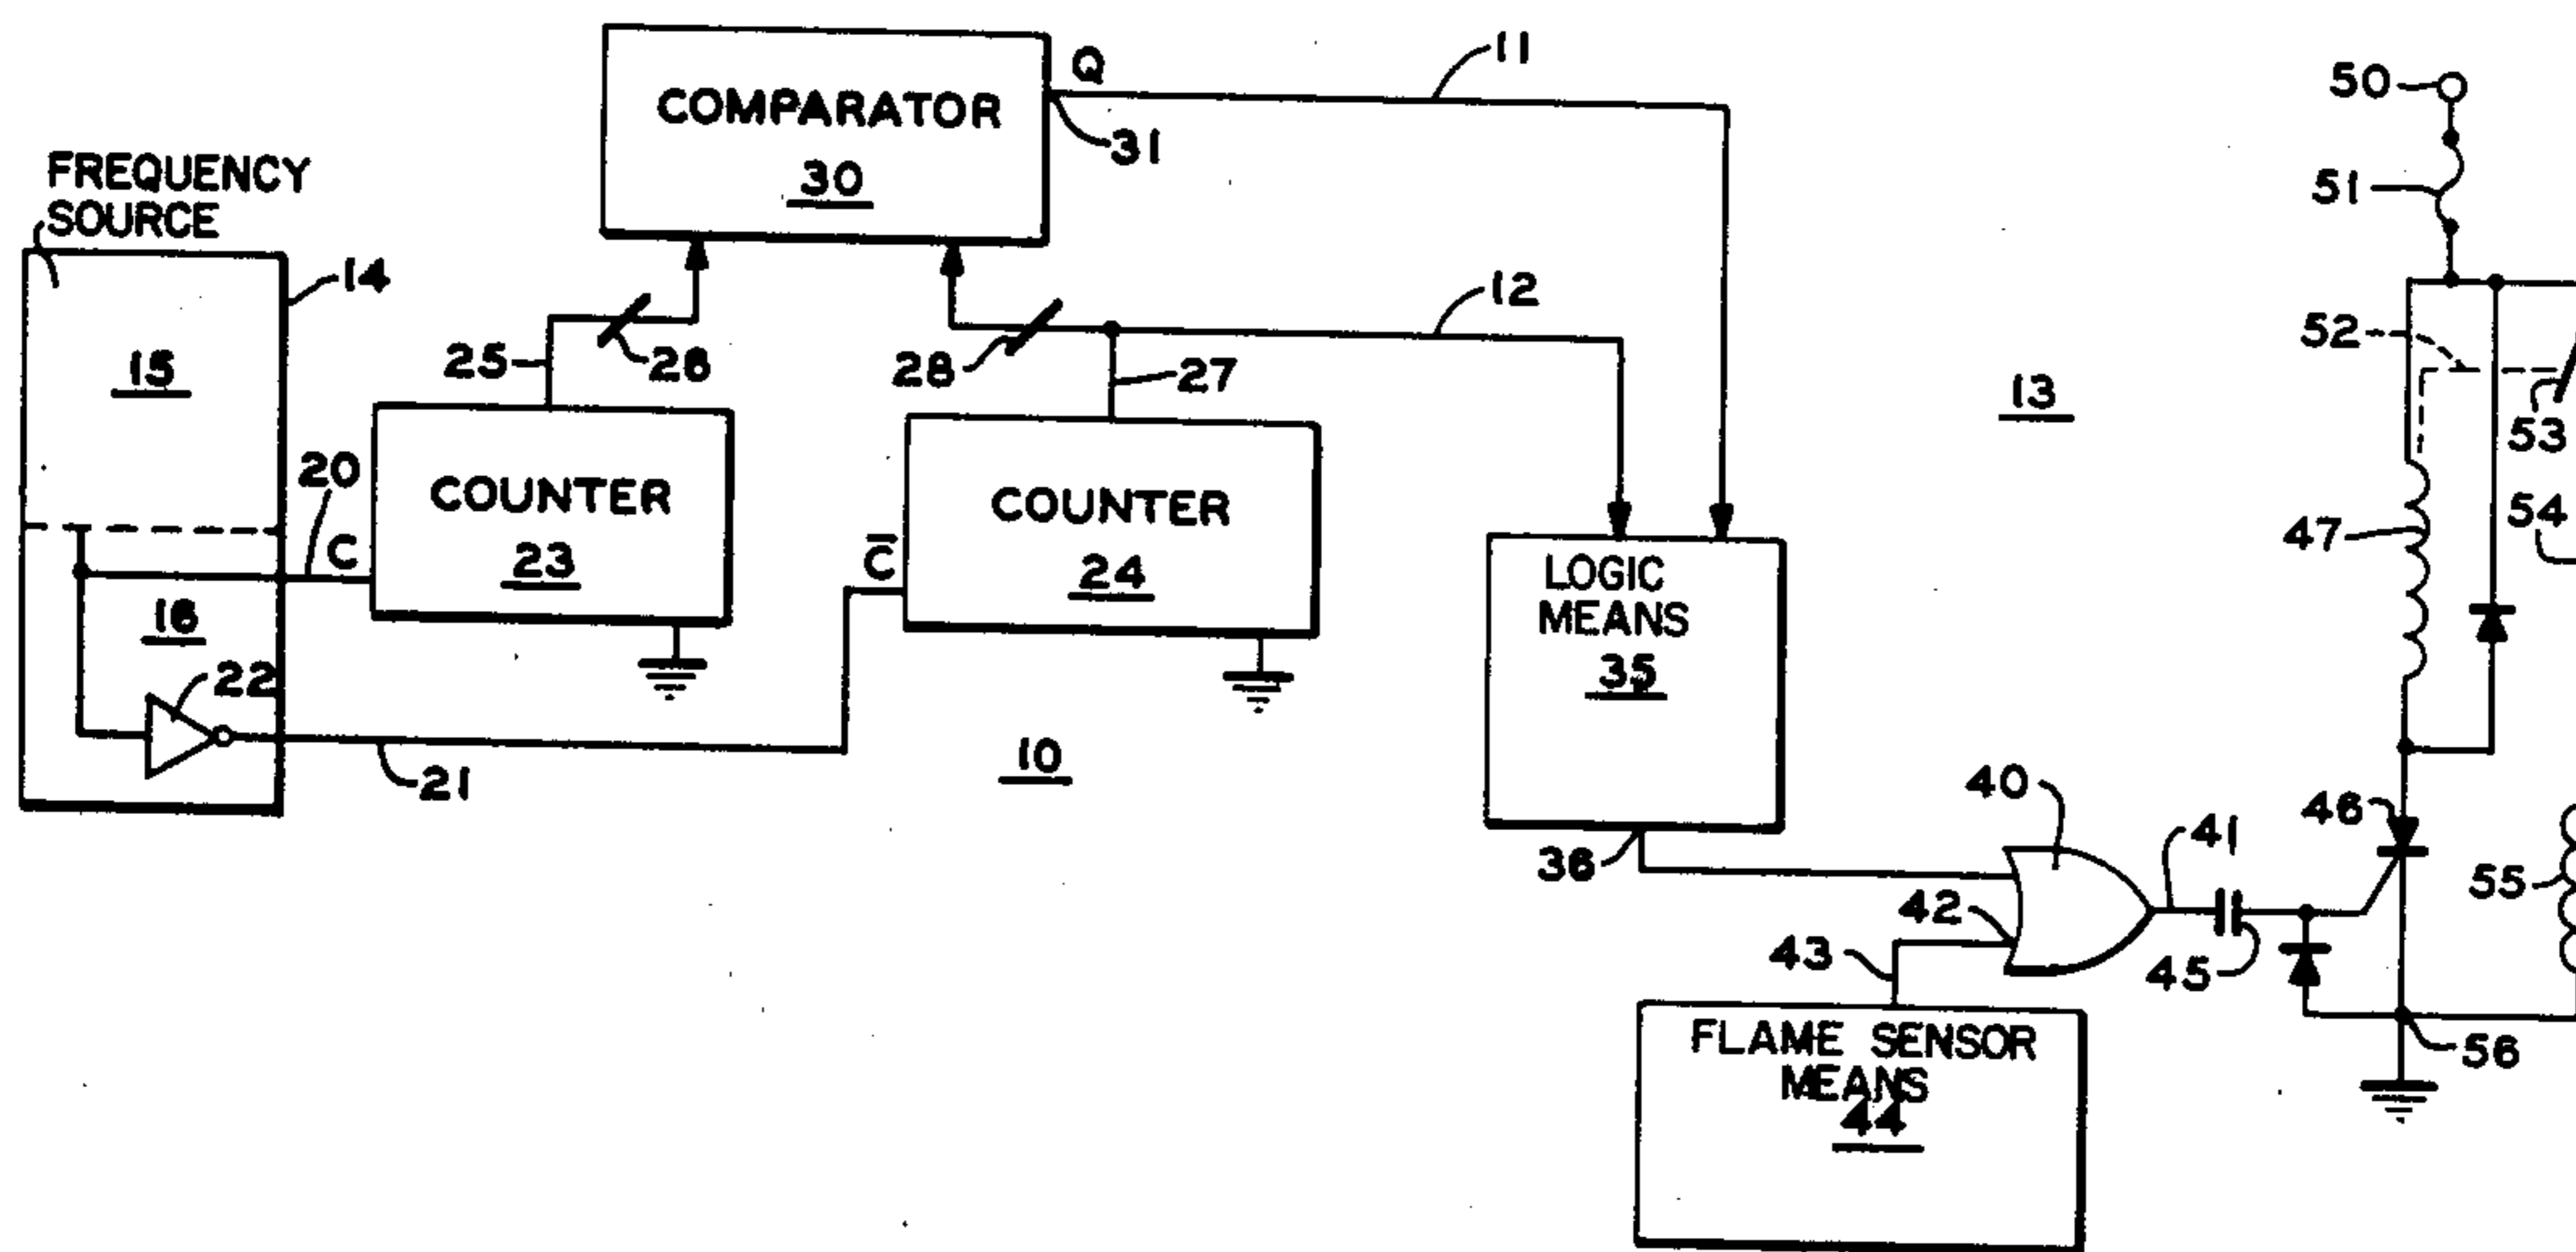 FREQUENCY
SOURCE
14
15
16
20
C
22
21
COMPARATOR
30
Q
31
11
25
26
28
27
12
COUNTER
23
C̅
COUNTER
24
10
13
LOGIC
MEANS
35
36
40
41
42
43
45
FLAME SENSOR
MEANS
44
50
51
52
53
54
47
46
55
56